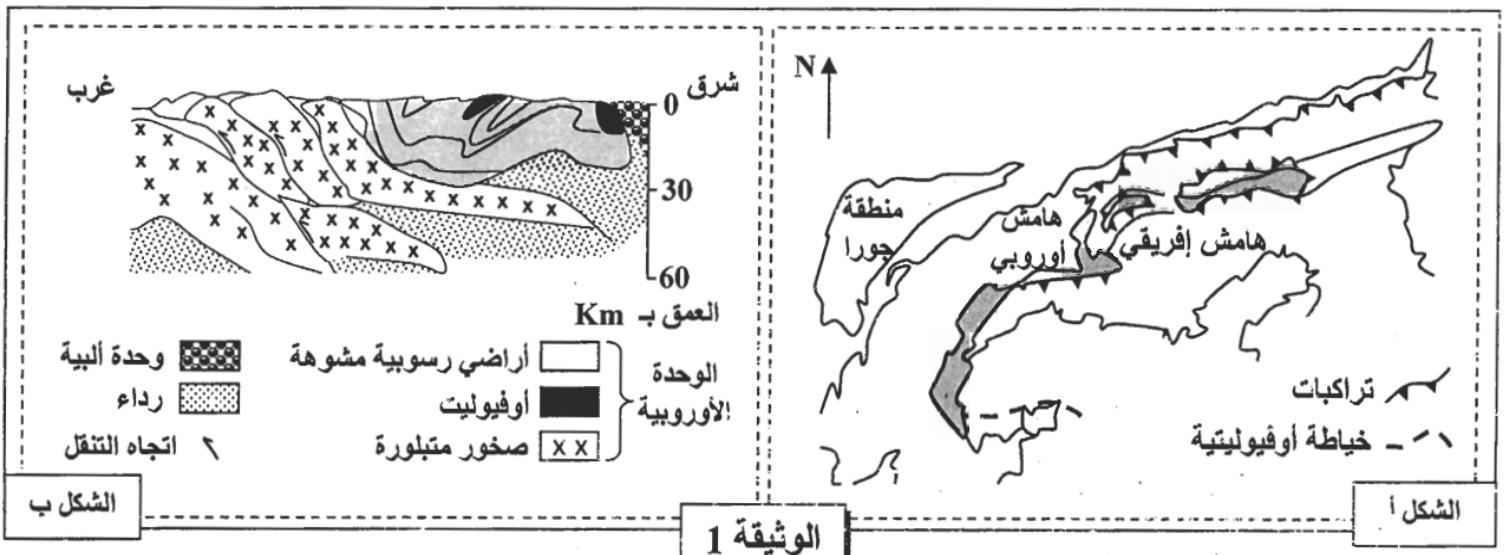 N
منطقة
جورا
هامش
أوروبي
هامش إفريقي
تراكبات
خياطة أوفيوليتية
الشكل أ
شرق
غرب
0
30
60
العمق بـ Km
الوحدة
الأوروبية
أراضي رسوبية مشوهة
أوفيوليت
صخور متبلورة
وحدة ألبية
رداء
اتجاه التنقل
الشكل ب
الوثيقة 1